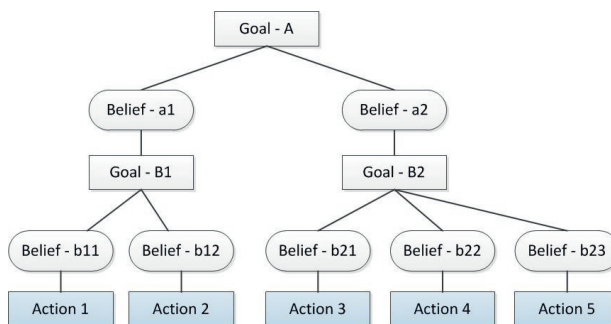 Goal - A
Belief - a1
Belief - a2
Goal - B1
Goal - B2
Belief - b11
Belief - b12
Belief - b21
Belief - b22
Belief - b23
Action 1
Action 2
Action 3
Action 4
Action 5